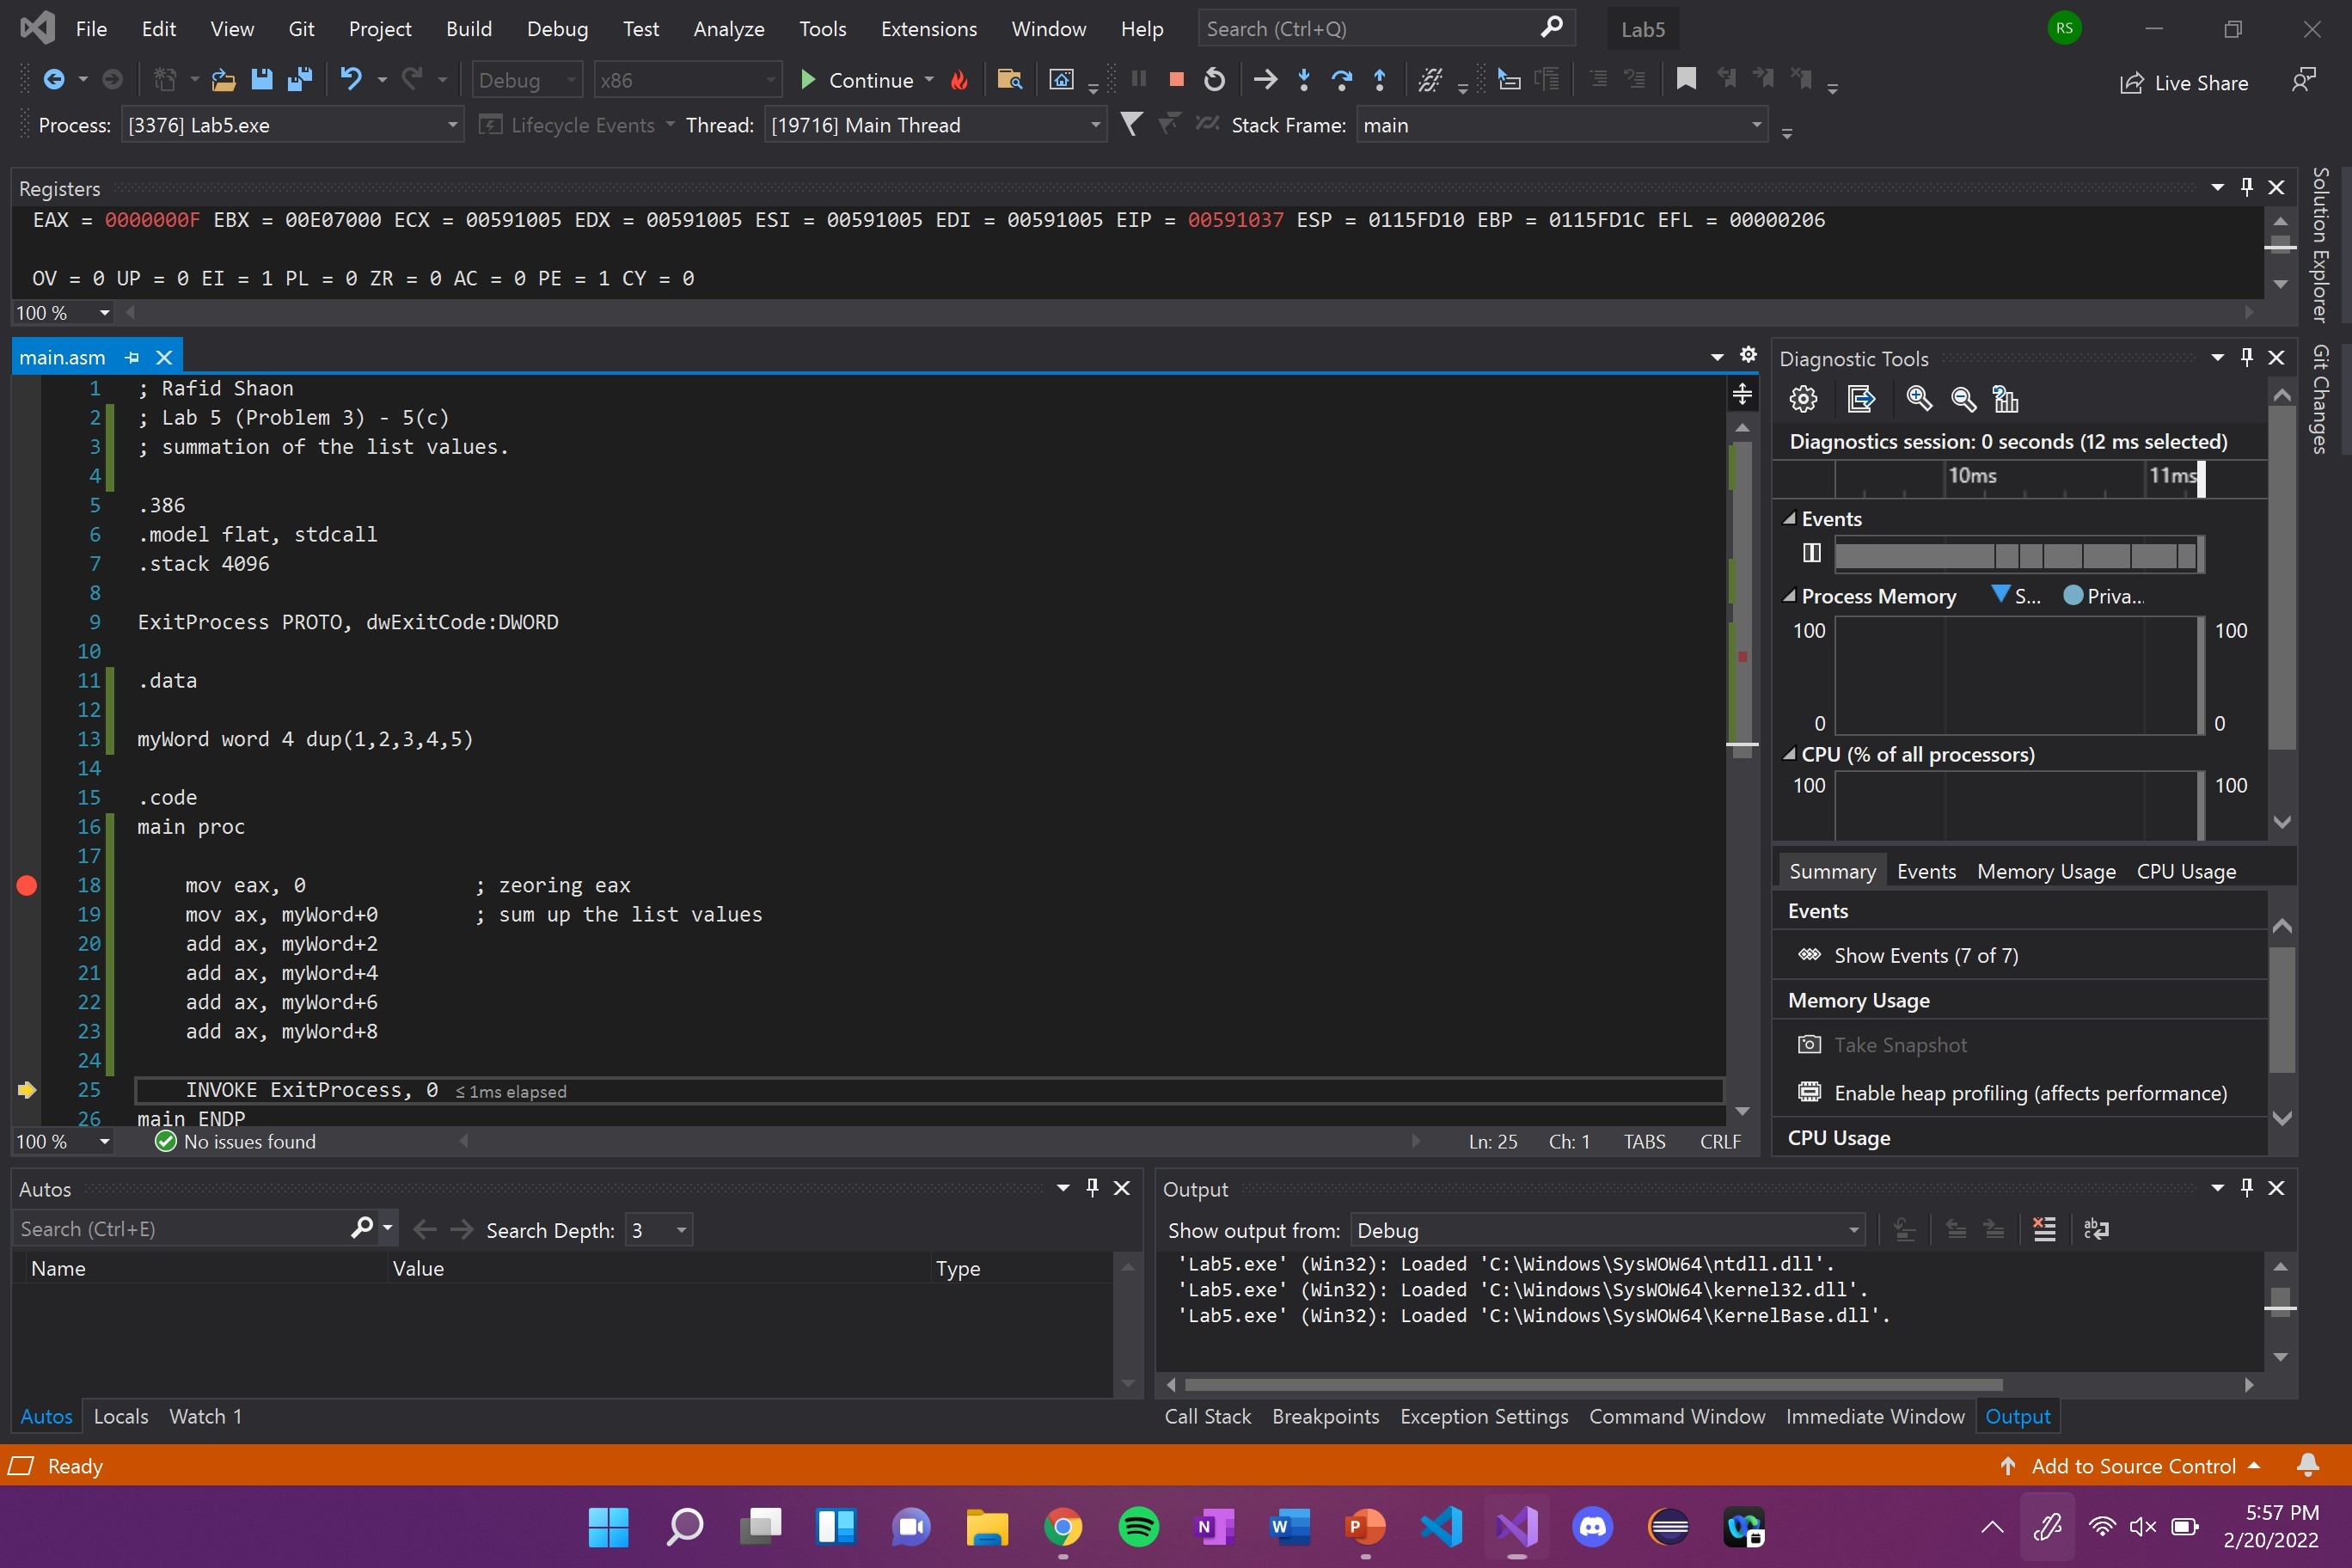 File Edit View Git Project Build Debug Test Analyze Tools Extensions Window Help Search (Ctrl+Q) Lab5 RS
Debug x86 Continue Live Share
Process: [3376] Lab5.exe Lifecycle Events Thread: [19716] Main Thread Stack Frame: main
Registers
EAX = 0000000F EBX = 00E07000 ECX = 00591005 EDX = 00591005 ESI = 00591005 EDI = 00591005 EIP = 00591037 ESP = 0115FD10 EBP = 0115FD1C EFL = 00000206
OV = 0 UP = 0 EI = 1 PL = 0 ZR = 0 AC = 0 PE = 1 CY = 0
100 %
Solution Explorer
Git Changes
main.asm
1 ; Rafid Shaon
2 ; Lab 5 (Problem 3) - 5(c)
3 ; summation of the list values.
4
5 .386
6 .model flat, stdcall
7 .stack 4096
8
9 ExitProcess PROTO, dwExitCode:DWORD
10
11 .data
12
13 myWord word 4 dup(1,2,3,4,5)
14
15 .code
16 main proc
17
18 mov eax, 0 ; zeoring eax
19 mov ax, myWord+0 ; sum up the list values
20 add ax, myWord+2
21 add ax, myWord+4
22 add ax, myWord+6
23 add ax, myWord+8
24
25 INVOKE ExitProcess, 0 ≤ 1ms elapsed
26 main ENDP
100 % No issues found Ln: 25 Ch: 1 TABS CRLF
Diagnostic Tools
Diagnostics session: 0 seconds (12 ms selected)
10ms 11ms
Events
Process Memory S... Priva...
100 100
0 0
CPU (% of all processors)
100 100
Summary Events Memory Usage CPU Usage
Events
Show Events (7 of 7)
Memory Usage
Take Snapshot
Enable heap profiling (affects performance)
CPU Usage
Autos
Search (Ctrl+E) Search Depth: 3
Name Value Type
Autos Locals Watch 1
Output
Show output from: Debug
'Lab5.exe' (Win32): Loaded 'C:\Windows\SysWOW64\ntdll.dll'.
'Lab5.exe' (Win32): Loaded 'C:\Windows\SysWOW64\kernel32.dll'.
'Lab5.exe' (Win32): Loaded 'C:\Windows\SysWOW64\KernelBase.dll'.
Call Stack Breakpoints Exception Settings Command Window Immediate Window Output
Ready Add to Source Control
5:57 PM
2/20/2022